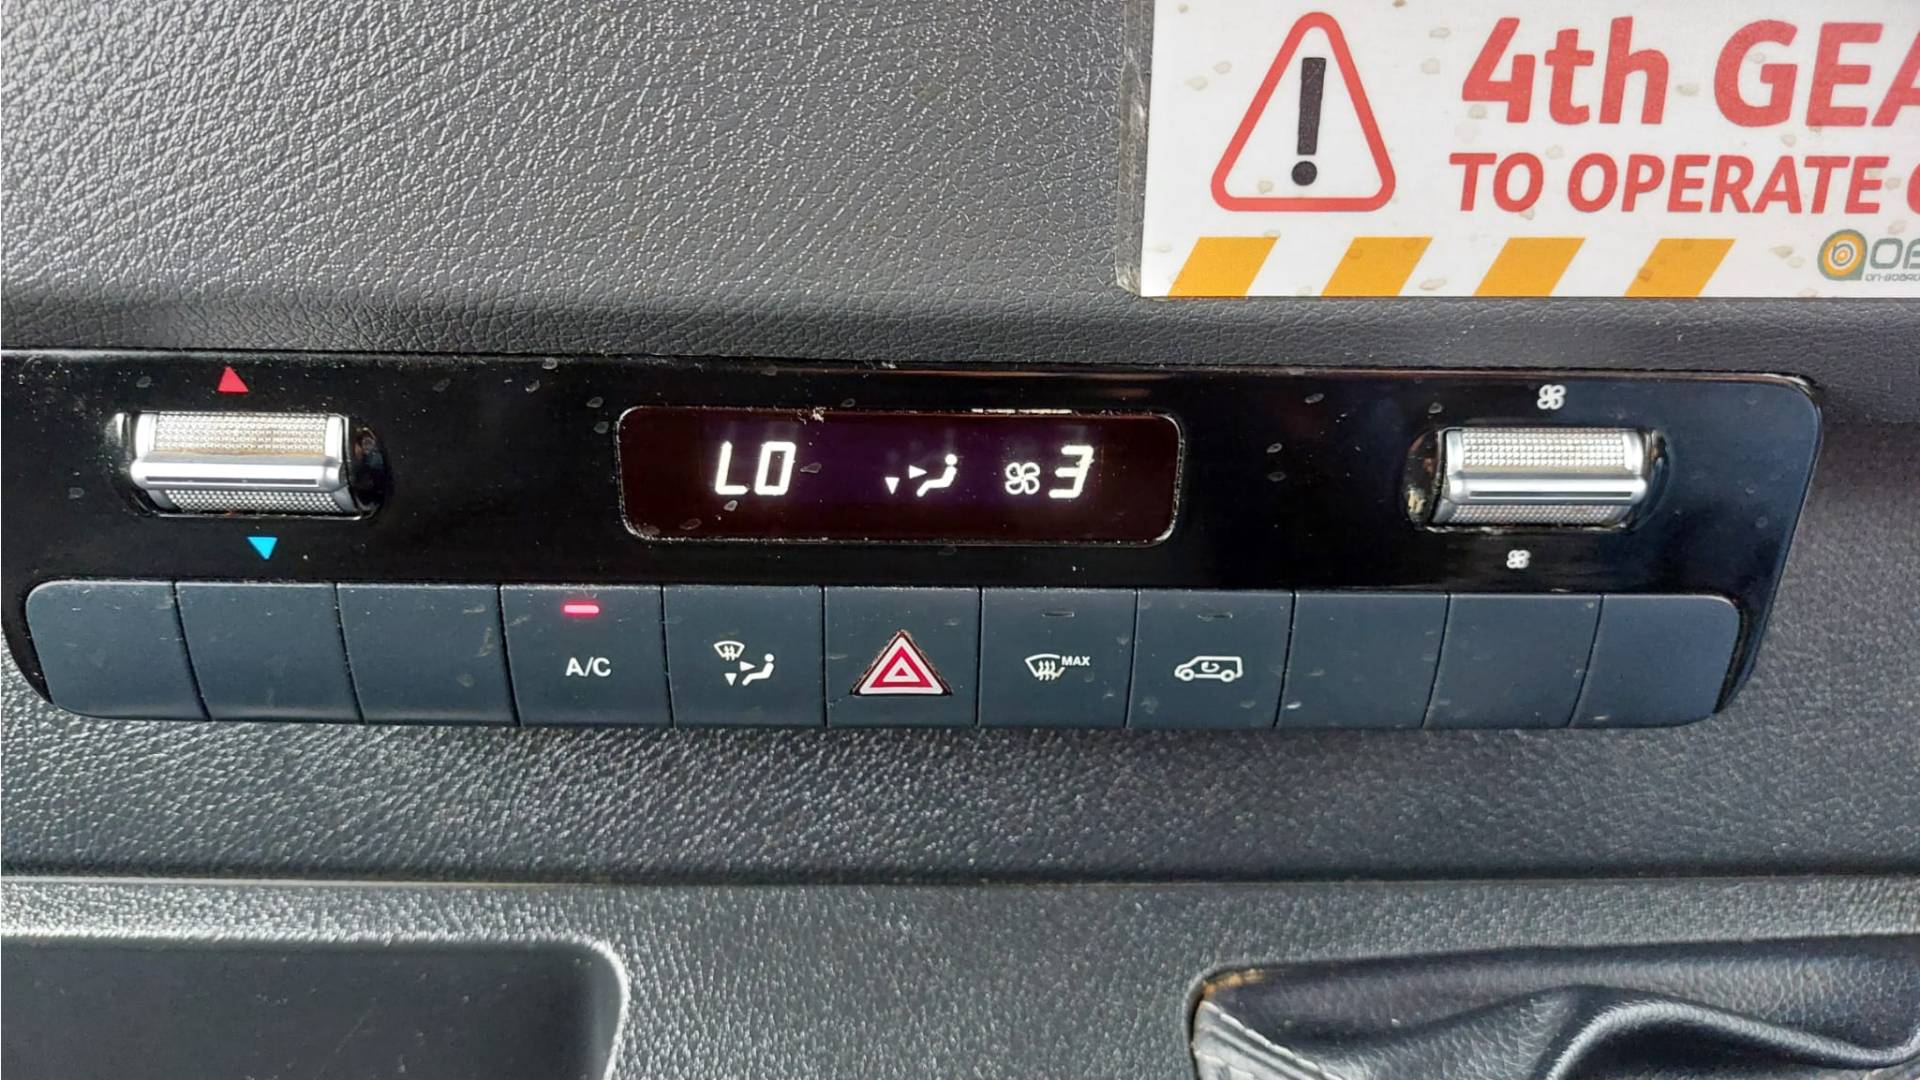 4th GEA
TO OPERATE
LO 3
A/C
MAX